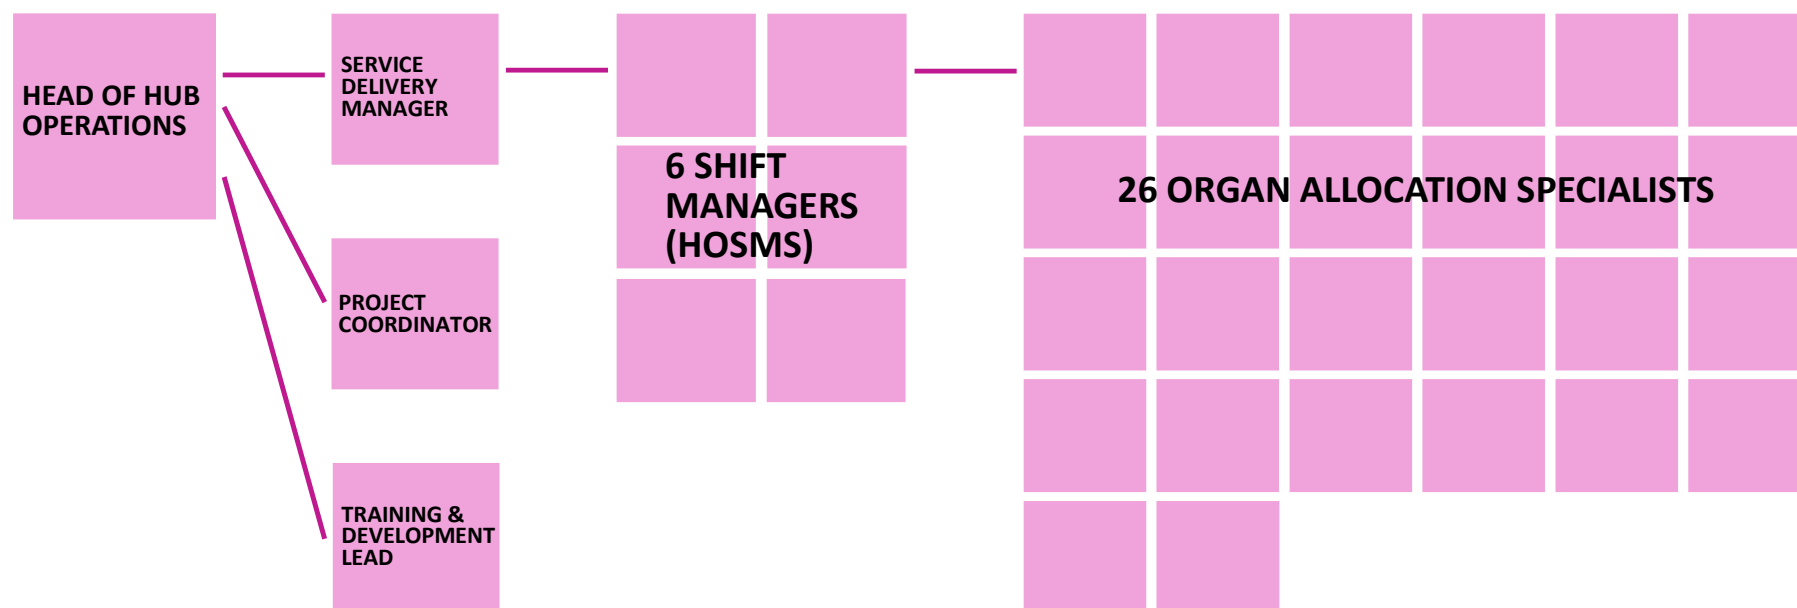 HEAD OF HUB
OPERATIONS
SERVICE
DELIVERY
MANAGER
PROJECT
COORDINATOR
TRAINING &
DEVELOPMENT
LEAD
6 SHIFT
MANAGERS
(HOSMS)
26 ORGAN ALLOCATION SPECIALISTS